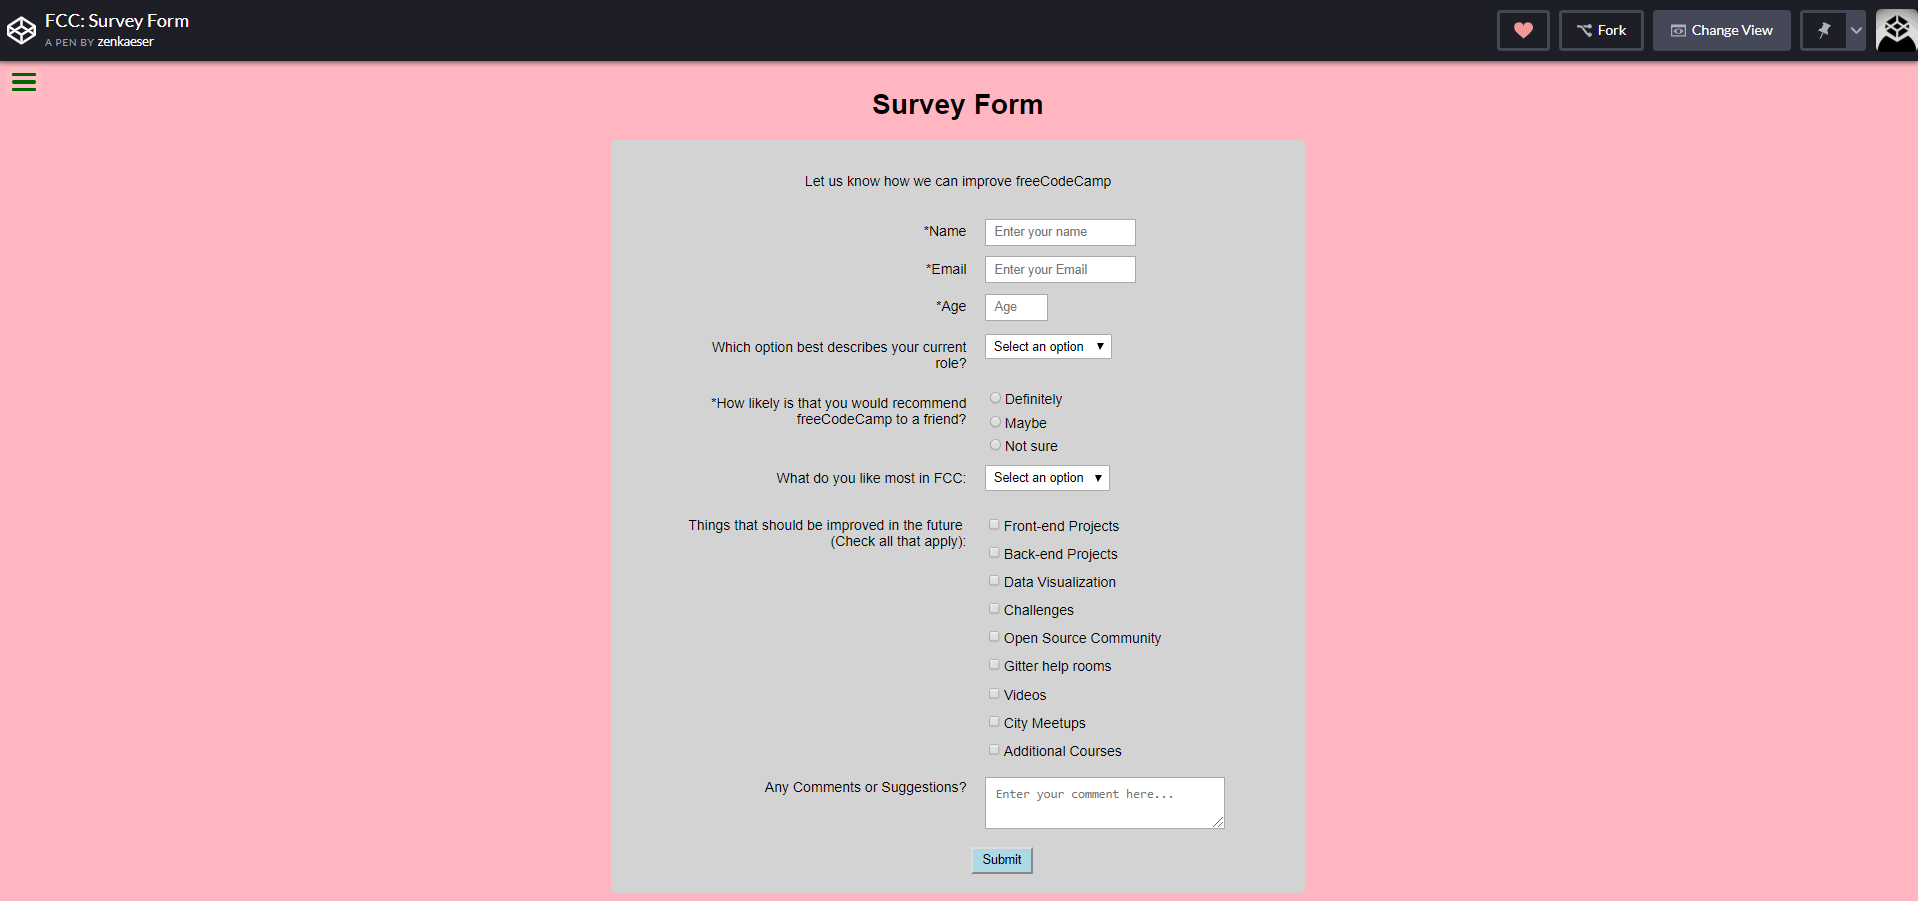 FCC: Survey Form
A PEN BY zenkaeser
Fork
Change View
Survey Form
Let us know how we can improve freeCodeCamp
*Name
Enter your name
*Email
Enter your Email
*Age
Age
Which option best describes your current
role?
Select an option
*How likely is that you would recommend
freeCodeCamp to a friend?
Definitely
Maybe
Not sure
What do you like most in FCC:
Select an option
Things that should be improved in the future
(Check all that apply):
Front-end Projects
Back-end Projects
Data Visualization
Challenges
Open Source Community
Gitter help rooms
Videos
City Meetups
Additional Courses
Any Comments or Suggestions?
Enter your comment here...
Submit